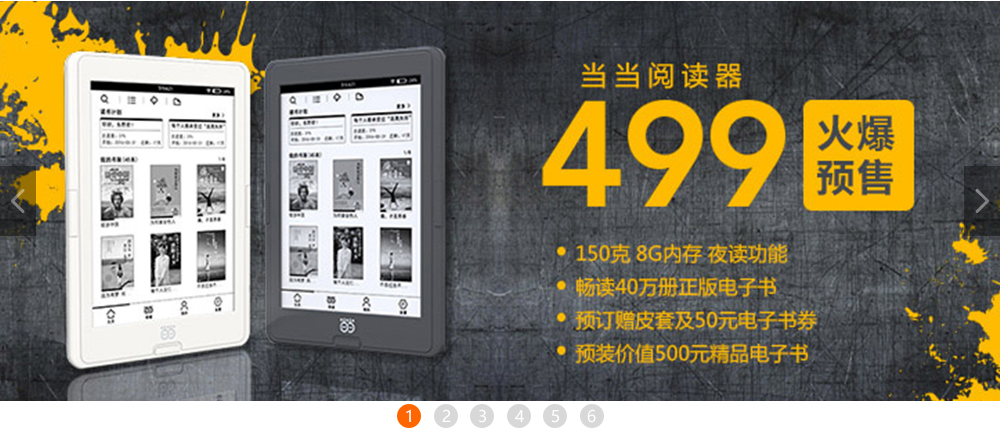 当当阅读器
499
火爆
预售
150克 8G内存 夜读功能
畅读40万册正版电子书
预订赠皮套及50元电子书券
预装价值500元精品电子书
1 2 3 4 5 6